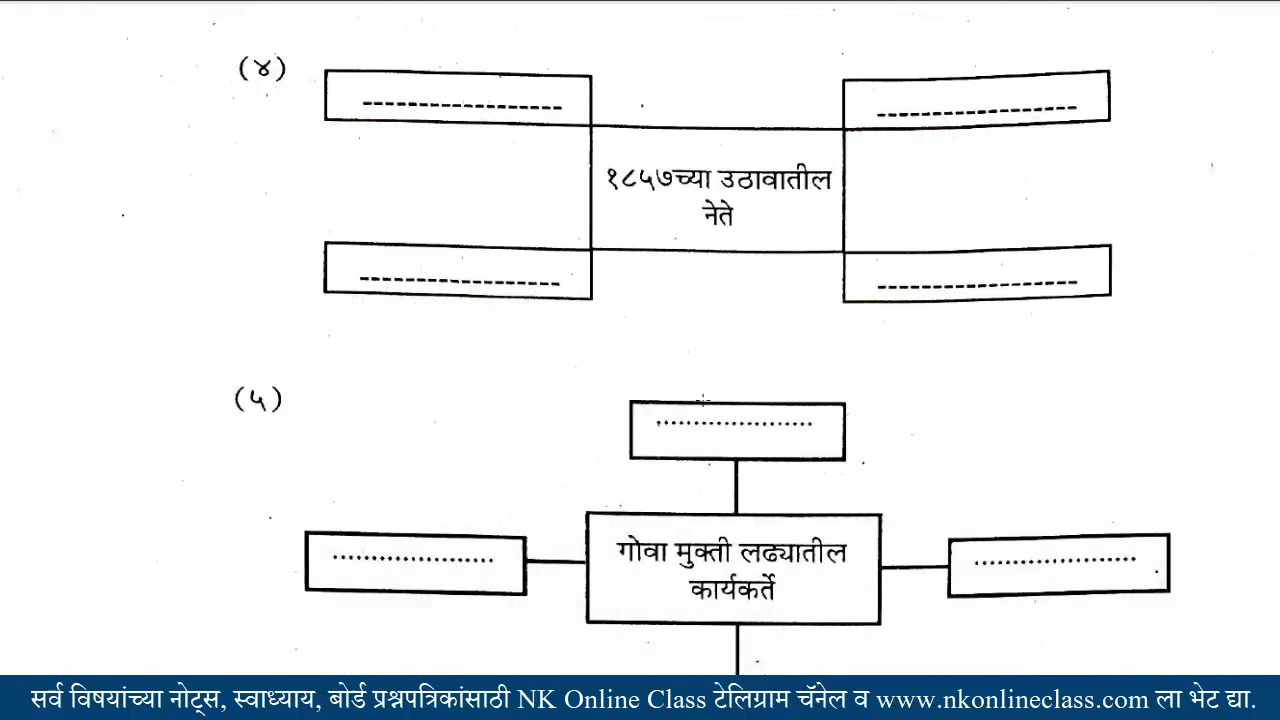 (४)
१८५७च्या उठावातील
नेते
(५)
गोवा मुक्ती लढ्यातील
कार्यकर्ते
सर्व विषयांच्या नोट्स, स्वाध्याय, बोर्ड प्रश्नपत्रिकांसाठी NK Online Class टेलिग्राम चॅनेल व www.nkonlineclass.com ला भेट द्या.